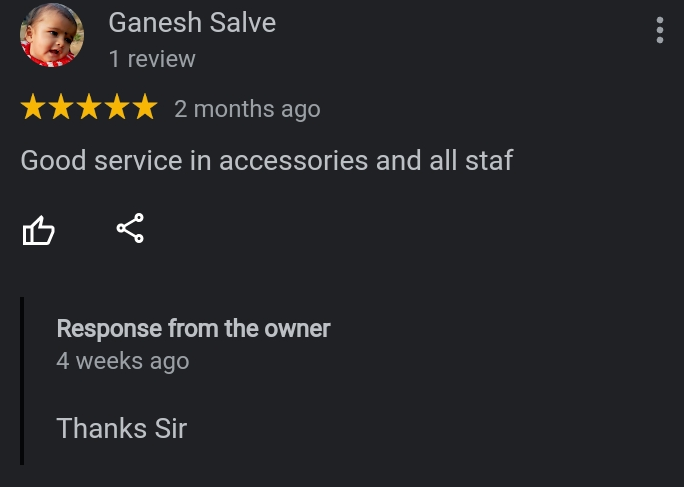 Ganesh Salve
1 review
2 months ago
Good service in accessories and all staf
Response from the owner
4 weeks ago
Thanks Sir